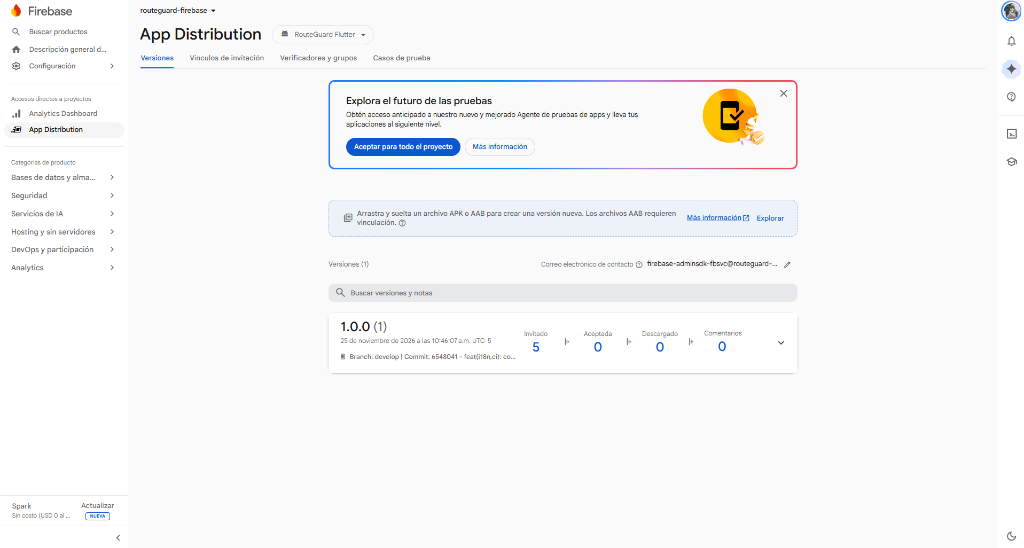 Firebase
Buscar productos
Descripción general d...
Configuración
Accesos directos a proyectos
Analytics Dashboard
App Distribution
Categorías de producto
Bases de datos y alma...
Seguridad
Servicios de IA
Hosting y sin servidores
DevOps y participación
Analytics
Spark
Sin costo (USD 0 al ...
Actualizar
NUEVA
routeguard-firebase
App Distribution
RouteGuard Flutter
Versiones
Vínculos de invitación
Verificadores y grupos
Casos de prueba
Explora el futuro de las pruebas
Obtén acceso anticipado a nuestro nuevo y mejorado Agente de pruebas de apps y lleva tus
aplicaciones al siguiente nivel.
Aceptar para todo el proyecto
Más información
Arrastra y suelta un archivo APK o AAB para crear una versión nueva. Los archivos AAB requieren
vinculación.
Más información
Explorar
Versiones (1)
Correo electrónico de contacto
firebase-adminsdk-fbsvc@routeguard-...
Buscar versiones y notas
1.0.0 (1)
25 de noviembre de 2026 a las 10:46:07 a.m. UTC-5
Branch: develop | Commit: 6548041 - feat(i18n,ci): co...
Invitado
5
Aceptada
0
Descargado
0
Comentarios
0